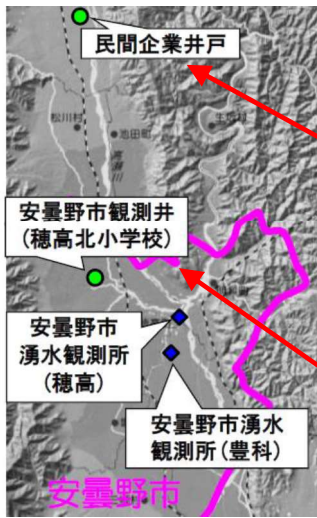 民間企業井戸
松川村
池田町
安曇野市観測井
(穂高北小学校)
安曇野市
湧水観測所
(穂高)
安曇野市湧水
観測所(豊科)
安曇野市